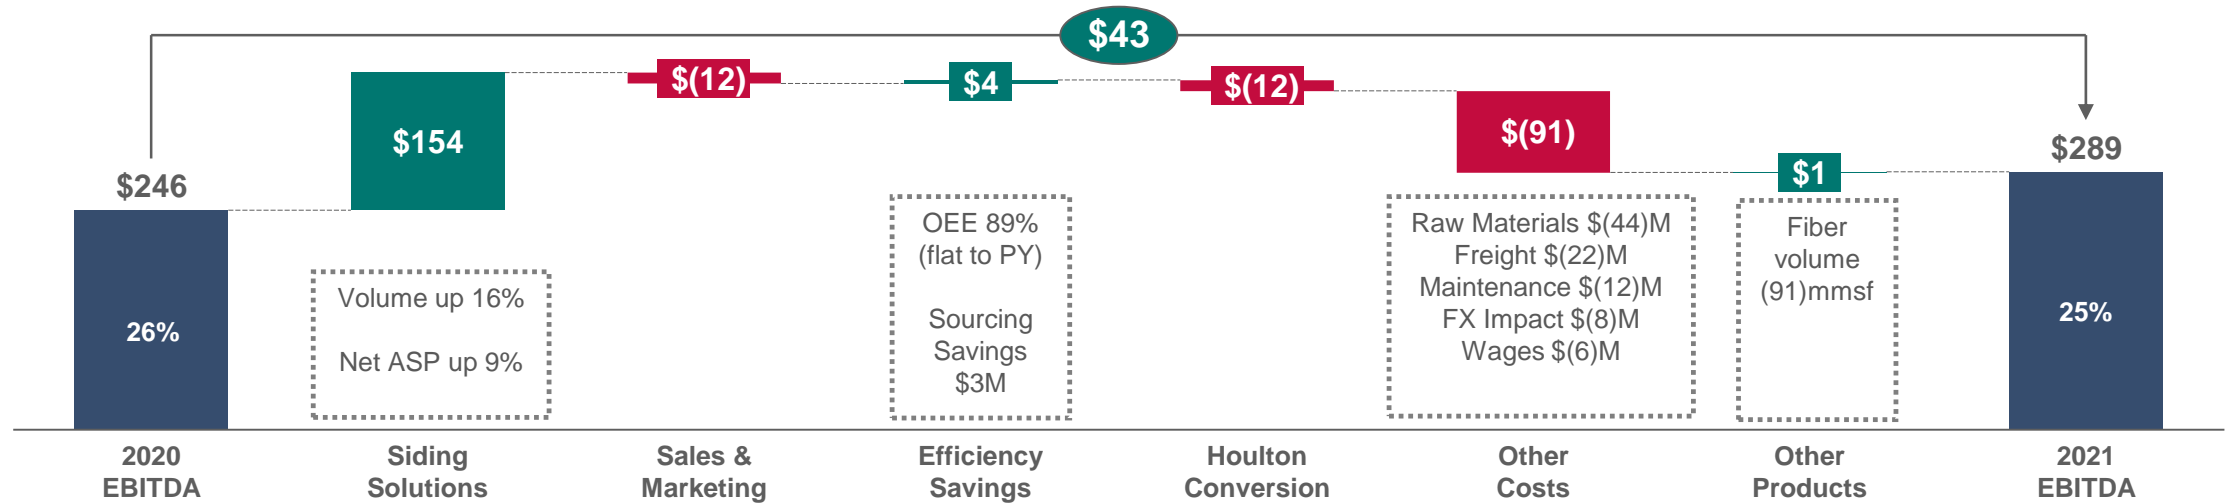 $43
$246
26%
$154
Volume up 16%
Net ASP up 9%
$(12)
$4
OEE 89%
(flat to PY)
Sourcing
Savings
$3M
$(12)
$(91)
Raw Materials $(44)M
Freight $(22)M
Maintenance $(12)M
FX Impact $(8)M
Wages $(6)M
$1
Fiber
volume
(91)mmsf
$289
25%
2020
EBITDA
Siding
Solutions
Sales &
Marketing
Efficiency
Savings
Houlton
Conversion
Other
Costs
Other
Products
2021
EBITDA